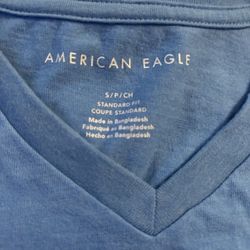 AMERICAN EAGLE
S/P/CH
STANDARD FIT
COUPE STANDARD
Made in Bangladesh
Fabriqué au Bangladesh
Hecho en Bangladesh